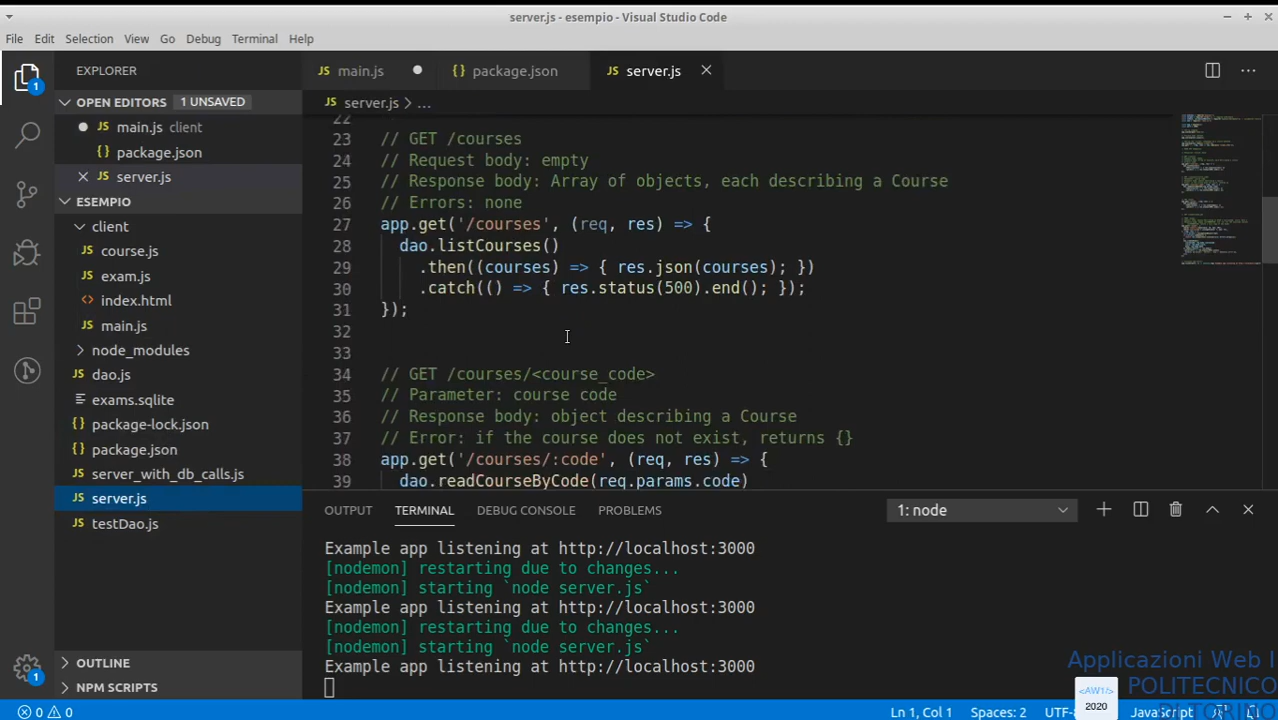 server.js - esempio - Visual Studio Code
File Edit Selection View Go Debug Terminal Help
EXPLORER
OPEN EDITORS 1 UNSAVED
main.js client
package.json
server.js
ESEMPIO
client
course.js
exam.js
index.html
main.js
node_modules
dao.js
exams.sqlite
package-lock.json
package.json
server_with_db_calls.js
server.js
testDao.js
OUTLINE
NPM SCRIPTS
1
1
main.js
package.json
server.js
server.js > ...
22
23 // GET /courses
24 // Request body: empty
25 // Response body: Array of objects, each describing a Course
26 // Errors: none
27 app.get('/courses', (req, res) => {
28 dao.listCourses()
29 .then((courses) => { res.json(courses); })
30 .catch(() => { res.status(500).end(); });
31 });
32
33
34 // GET /courses/<course_code>
35 // Parameter: course code
36 // Response body: object describing a Course
37 // Error: if the course does not exist, returns {}
38 app.get('/courses/:code', (req, res) => {
39 dao.readCourseByCode(req.params.code)
OUTPUT TERMINAL DEBUG CONSOLE PROBLEMS 1: node
Example app listening at http://localhost:3000
[nodemon] restarting due to changes...
[nodemon] starting `node server.js`
Example app listening at http://localhost:3000
[nodemon] restarting due to changes...
[nodemon] starting `node server.js`
Example app listening at http://localhost:3000
Applicazioni Web I
POLITECNICO
DI TORINO
<AW1/>
2020
0 0 Ln 1, Col 1 Spaces: 2 JavaScript